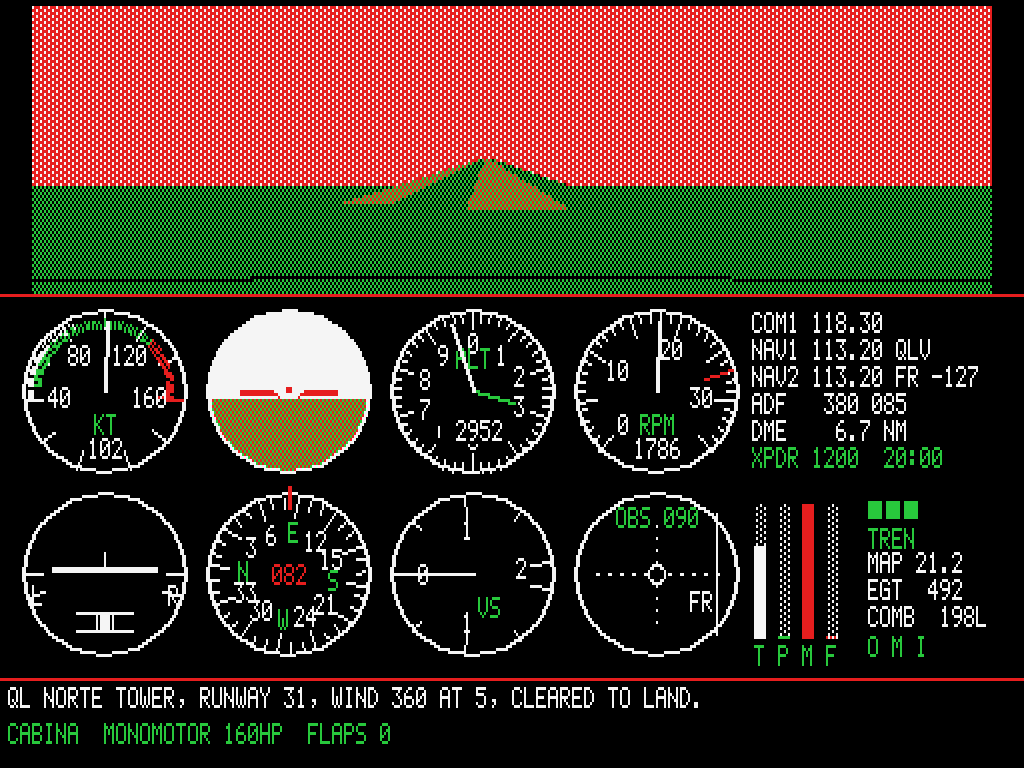 80 120
40 160
KT
102
ALT
9 0 1
8 2
7 3
2952
20
10
30
0 RPM
1786
COM1 118.30
NAV1 113.20 QLV
NAV2 113.20 FR -127
ADF 380 085
DME 6.7 NM
XPDR 1200 20:00
L R
6 E 12
3 15
N 082 S
33 21
30 W 24
1
0 2
VS
1
OBS 090
FR
T P M F
TREN
MAP 21.2
EGT 492
COMB 198L
O M I
QL NORTE TOWER, RUNWAY 31, WIND 360 AT 5, CLEARED TO LAND.
CABINA MONOMOTOR 160HP FLAPS 0